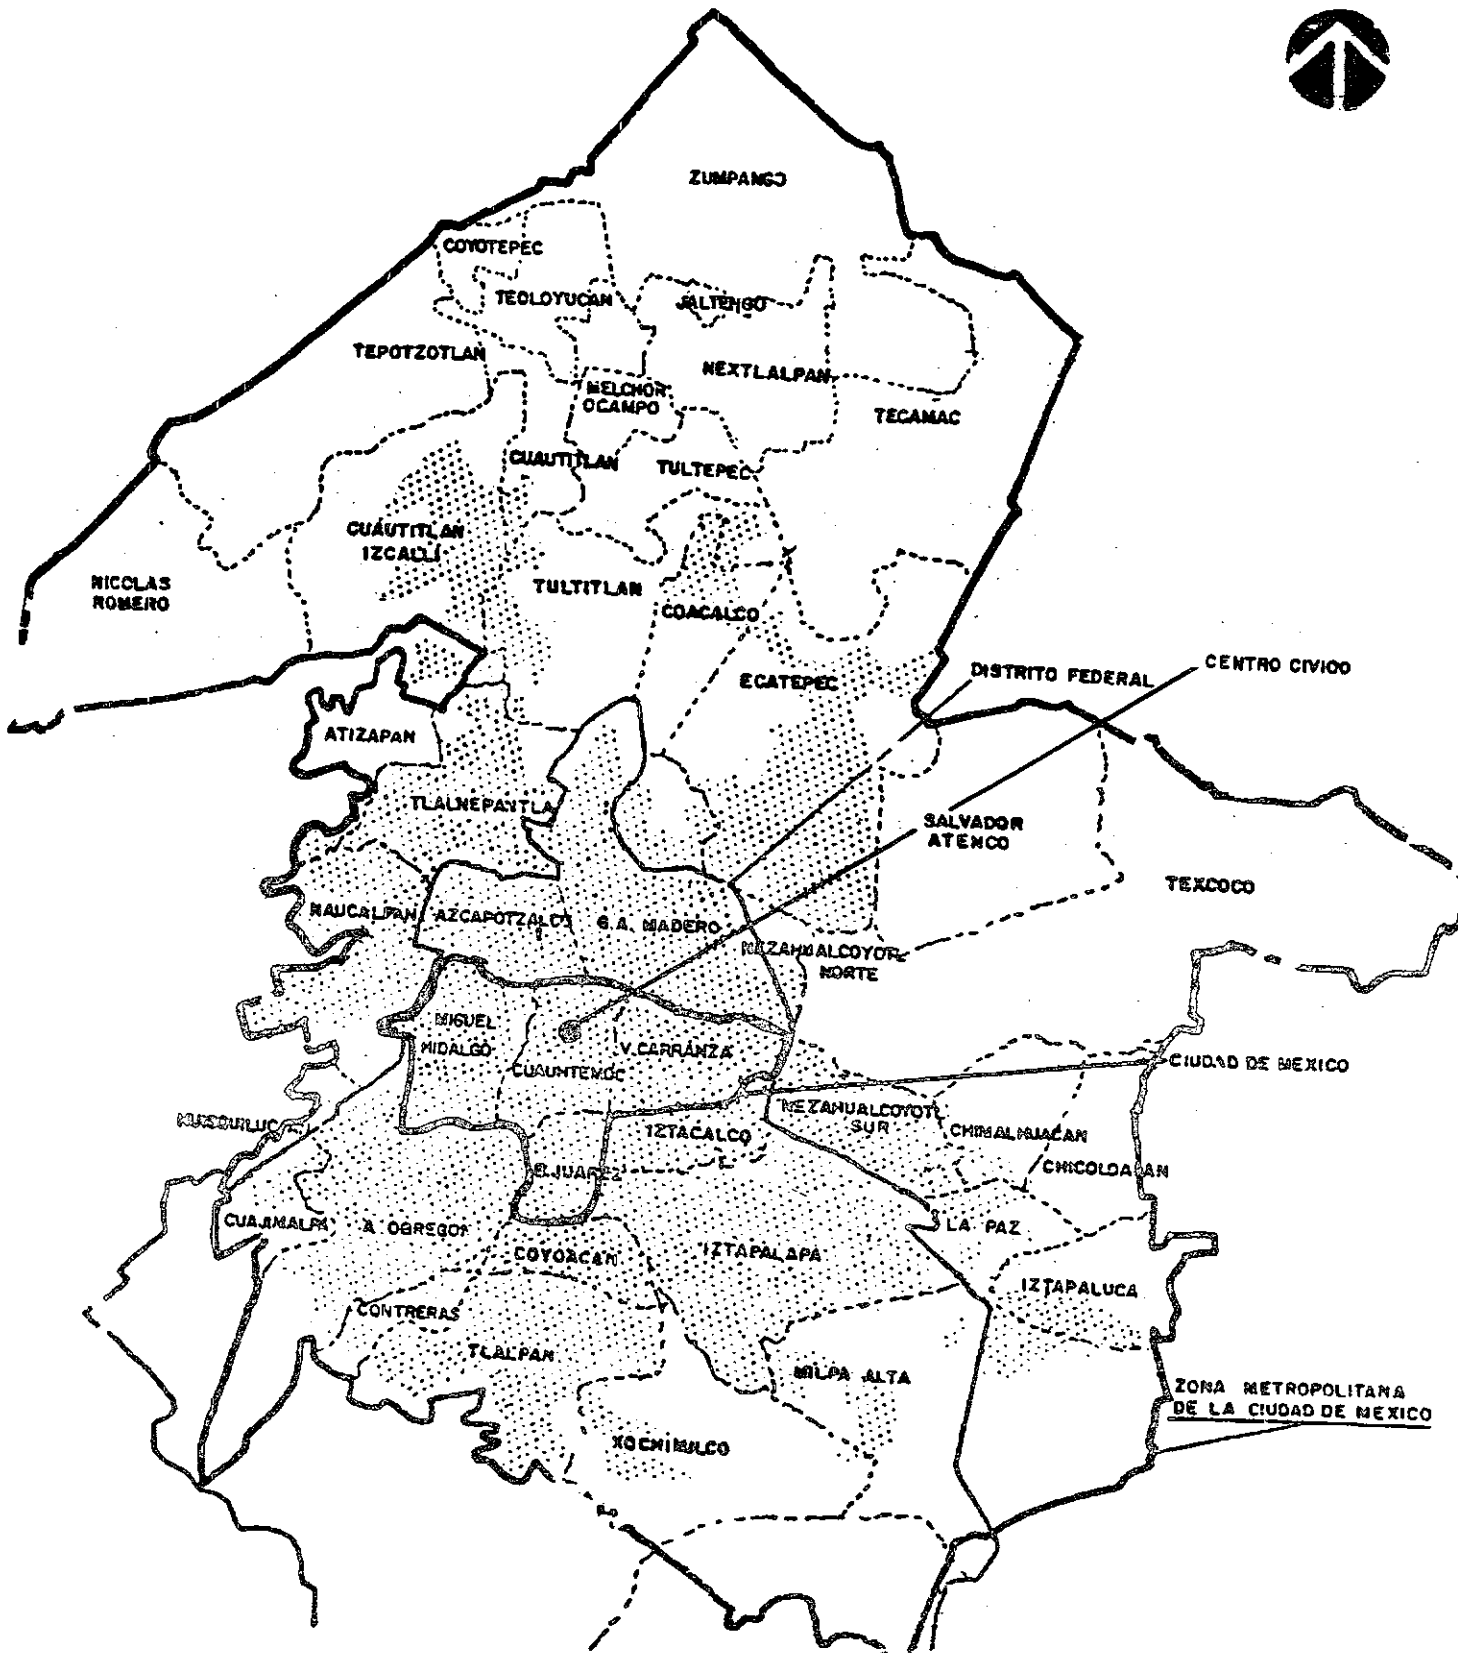 ZUMPANGO
COYOTEPEC
TEOLOYUCAN
JALTENGO
TEPOTZOTLAN
NEXTLALPAN
MELCHOR
OCAMPO
TECAMAC
CUAUTITLAN
TULTEPEC
CUAUTITLAN
IZCALLI
NICOLAS
ROMERO
TULTITLAN
COACALCO
ECATEPEC
DISTRITO FEDERAL
CENTRO CIVICO
ATIZAPAN
TLALNEPANTLA
SALVADOR
ATENCO
TEXCOCO
NAUCALPAN
AZCAPOTZALCO
G.A. MADERO
NEZAHUALCOYOTL
NORTE
MIGUEL
HIDALGO
V. CARRANZA
CUAUHTEMOC
CIUDAD DE MEXICO
NEZAHUALCOYOTL
SUR
IZTACALCO
CHIMALHUACAN
CHICOLOAPAN
B. JUAREZ
CUAJIMALPA
A. OBREGON
COYOACAN
IZTAPALAPA
LA PAZ
IZTAPALUCA
CONTRERAS
TLALPAN
MILPA ALTA
XOCHIMILCO
ZONA METROPOLITANA
DE LA CIUDAD DE MEXICO